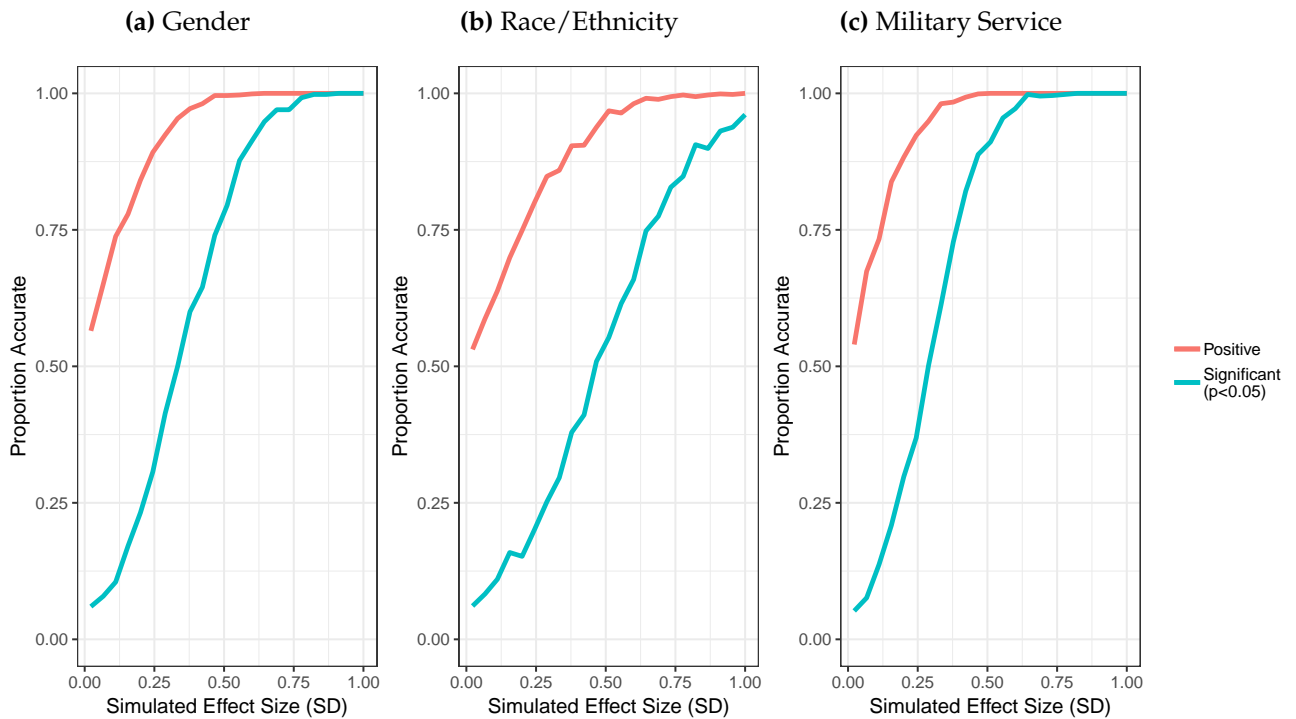 (a) Gender
(b) Race/Ethnicity
(c) Military Service
Proportion Accurate
1.00
0.75
0.50
0.25
0.00
0.00 0.25 0.50 0.75 1.00
Simulated Effect Size (SD)
Proportion Accurate
1.00
0.75
0.50
0.25
0.00
0.00 0.25 0.50 0.75 1.00
Simulated Effect Size (SD)
Proportion Accurate
1.00
0.75
0.50
0.25
0.00
0.00 0.25 0.50 0.75 1.00
Simulated Effect Size (SD)
Positive
Significant
(p<0.05)